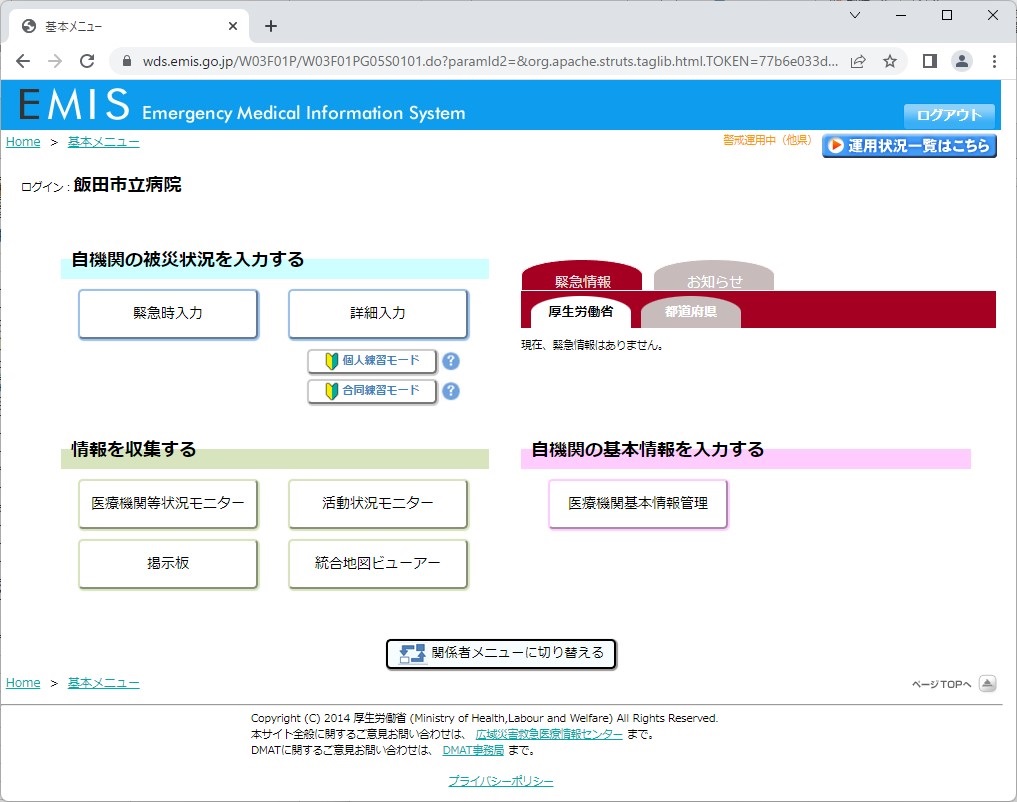 基本メニュー
wds.emis.go.jp/W03F01P/W03F01PG05S0101.do?paramId2=&org.apache.struts.taglib.html.TOKEN=77b6e033d...
EMIS Emergency Medical Information System
ログアウト
Home > 基本メニュー
警戒運用中（他県）
運用状況一覧はこちら
ログイン : 飯田市立病院
自機関の被災状況を入力する
緊急時入力
詳細入力
個人練習モード ?
合同練習モード ?
緊急情報
お知らせ
厚生労働省
都道府県
現在、緊急情報はありません。
情報を収集する
医療機関等状況モニター
活動状況モニター
掲示板
統合地図ビューアー
自機関の基本情報を入力する
医療機関基本情報管理
関係者メニューに切り替える
Home > 基本メニュー
ページTOPへ
Copyright (C) 2014 厚生労働省 (Ministry of Health,Labour and Welfare) All Rights Reserved.
本サイト全般に関するご意見お問い合わせは、 広域災害救急医療情報センター まで。
DMATに関するご意見お問い合わせは、 DMAT事務局 まで。
プライバシーポリシー